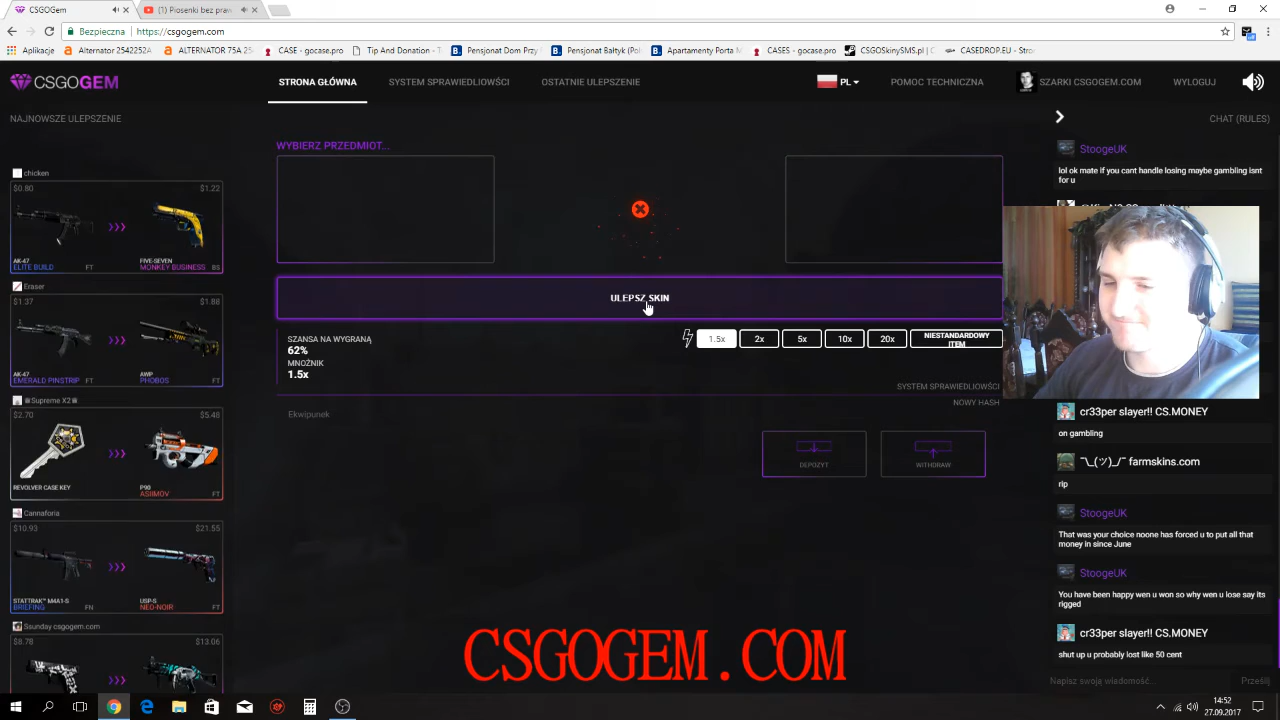 CSGOGem
(1) Piosenki bez praw
Bezpieczna
https://csgogem.com
Aplikacje
Alternator 2542252A
ALTERNATOR 75A 25
CASE - gocase.pro
Tip And Donation - T
Pensjonat Dom Przy
Pensjonat Bałtyk (Pol
Apartamenty Porta M
CASES - gocase.pro
CSGOSkinySMS.pl | C
CASEDROP.EU - Stro
CSGOGEM
STRONA GŁÓWNA
SYSTEM SPRAWIEDLIWOŚCI
OSTATNIE ULEPSZENIE
PL
POMOC TECHNICZNA
SZARKI CSGOGEM.COM
WYLOGUJ
NAJNOWSZE ULEPSZENIE
chicken
$0.80
$1.22
AK-47
ELITE BUILD
FT
FIVE-SEVEN
MONKEY BUSINESS
BS
Eraser
$1.37
$1.88
AK-47
EMERALD PINSTRIP
FT
AWP
PHOBOS
FT
♛Supreme X2♛
$2.70
$5.48
REVOLVER CASE KEY
P90
ASIIMOV
FT
Cannaforia
$10.93
$21.55
STATTRAK™ M4A1-S
BRIEFING
FN
USP-S
NEO-NOIR
FT
Ssunday csgogem.com
$8.78
$13.06
WYBIERZ PRZEDMIOT...
ULEPSZ SKIN
SZANSA NA WYGRANĄ
62%
MNOŻNIK
1.5x
1.5x
2x
5x
10x
20x
NIESTANDARDOWY
ITEM
SYSTEM SPRAWIEDLIWOŚCI
NOWY HASH
Ekwipunek
DEPOZYT
WITHDRAW
CSGOGEM.COM
CHAT (RULES)
StoogeUK
lol ok mate if you cant handle losing maybe gambling isnt
for u
cr33per slayer!! CS.MONEY
on gambling
¯\_(ツ)_/¯ farmskins.com
rip
StoogeUK
That was your choice noone has forced u to put all that
money in since June
StoogeUK
You have been happy wen u won so why wen u lose say its
rigged
cr33per slayer!! CS.MONEY
shut up u probably lost like 50 cent
Napisz swoją wiadomość...
Prześlij
14:52
27.09.2017